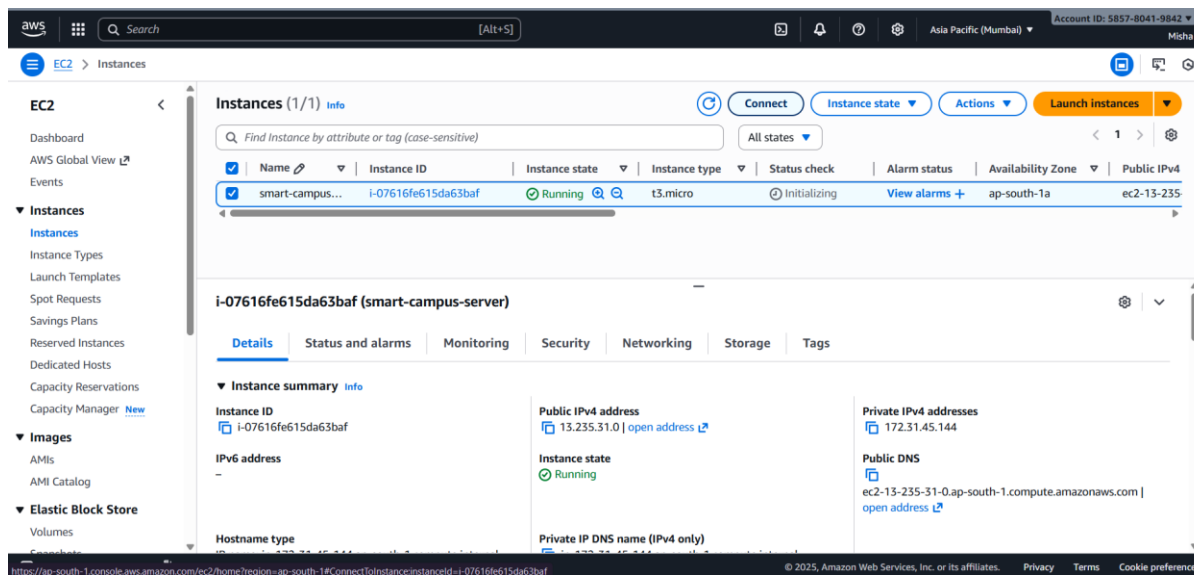 aws
Search [Alt+S]
Asia Pacific (Mumbai)
Account ID: 5857-8041-9842
Misha
EC2 > Instances
EC2
Dashboard
AWS Global View
Events
Instances
Instances
Instance Types
Launch Templates
Spot Requests
Savings Plans
Reserved Instances
Dedicated Hosts
Capacity Reservations
Capacity Manager New
Images
AMIs
AMI Catalog
Elastic Block Store
Volumes
Snapshots
Instances (1/1) Info
Connect
Instance state
Actions
Launch instances
Find Instance by attribute or tag (case-sensitive)
All states
1
Name Instance ID Instance state Instance type Status check Alarm status Availability Zone Public IPv4
smart-campus... i-07616fe615da63baf Running t3.micro Initializing View alarms + ap-south-1a ec2-13-235-
i-07616fe615da63baf (smart-campus-server)
Details Status and alarms Monitoring Security Networking Storage Tags
Instance summary Info
Instance ID
i-07616fe615da63baf
Public IPv4 address
13.235.31.0 | open address
Private IPv4 addresses
172.31.45.144
IPv6 address
–
Instance state
Running
Public DNS
ec2-13-235-31-0.ap-south-1.compute.amazonaws.com |
open address
Hostname type
Private IP DNS name (IPv4 only)
https://ap-south-1.console.aws.amazon.com/ec2/home?region=ap-south-1#ConnectToInstance:instanceId=i-07616fe615da63baf
© 2025, Amazon Web Services, Inc. or its affiliates. Privacy Terms Cookie preference